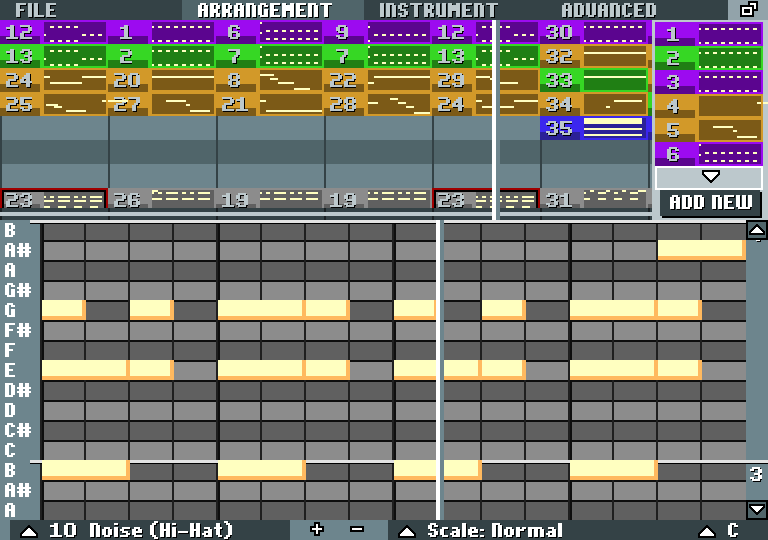 FILE ARRANGEMENT INSTRUMENT ADVANCED
12 1 6 9 12 30 1
13 2 7 7 13 32 2
24 20 8 22 29 33 3
25 27 21 28 24 34 4
35 5
6
23 26 19 19 23 31
ADD NEW
B
A#
A
G#
G
F#
F
E
D#
D
C#
C
B 3
A#
A
10 Noise (Hi-Hat) + - Scale: Normal C